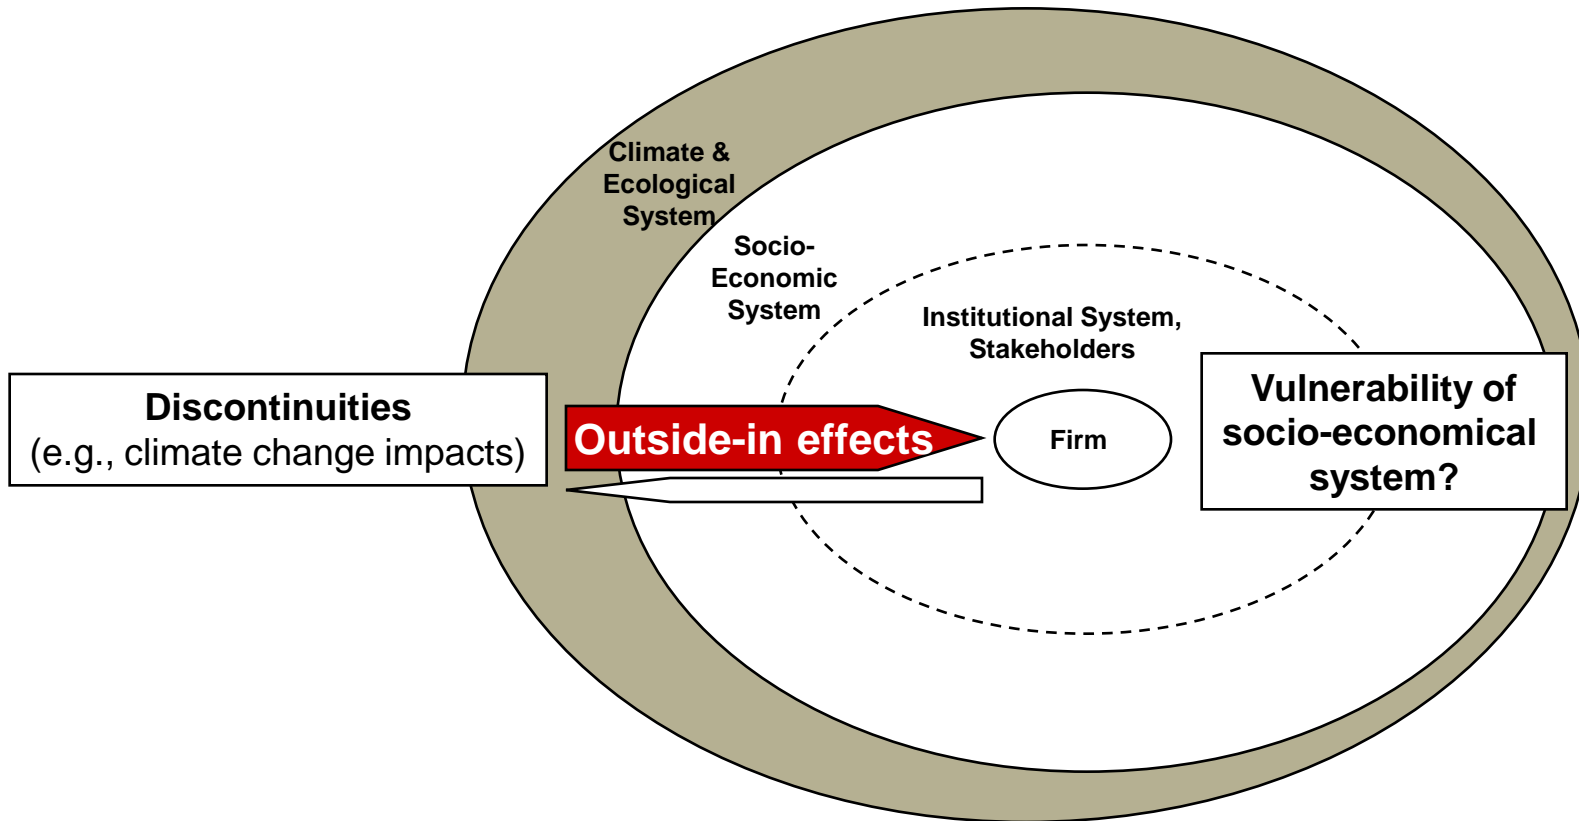 Climate &
Ecological
System
Socio-
Economic
System
Institutional System,
Stakeholders
Discontinuities
(e.g., climate change impacts)
Outside-in effects
Firm
Vulnerability of
socio-economical
system?